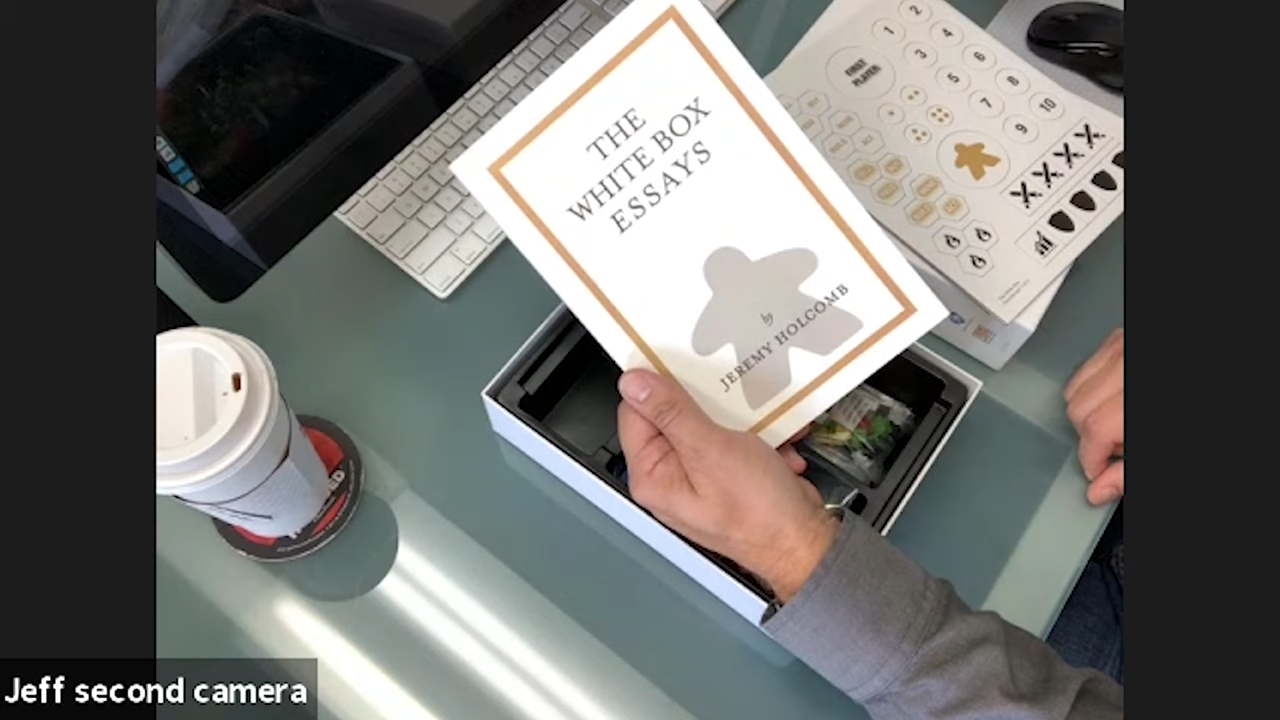 THE
WHITE BOX
ESSAYS
by
JEREMY HOLCOMB
FIRST
PLAYER
1
2
3
4
5
6
7
8
9
10
Jeff second camera